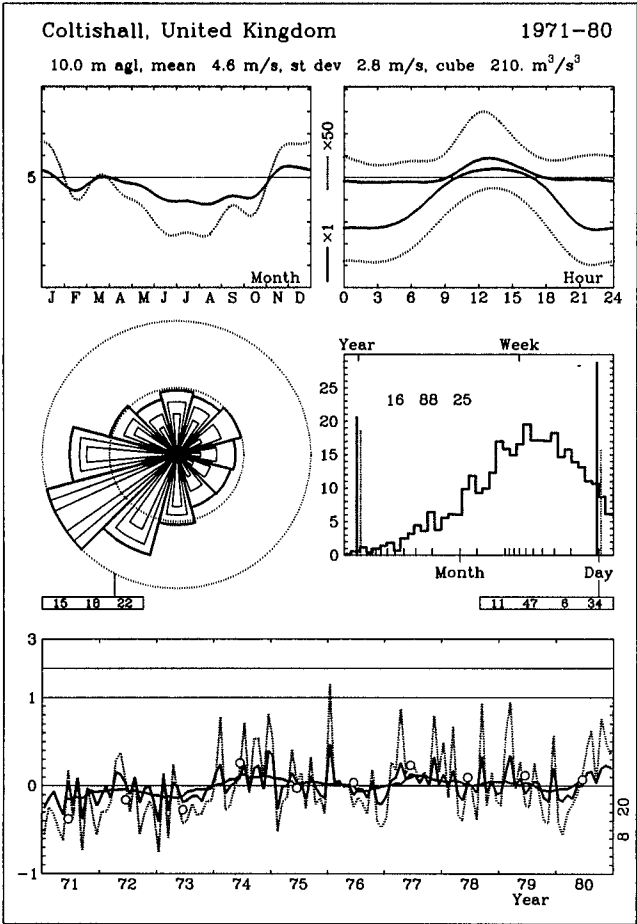 Coltishall, United Kingdom 1971-80
10.0 m agl, mean 4.6 m/s, st dev 2.8 m/s, cube 210. m³/s³
5
×1 ×50
Month
Hour
J F M A M J J A S O N D
0 3 6 9 12 15 18 21 24
Year Week
30
25
20
15
10
5
0
16 88 25
Month Day
15 18 22
11 47 6 34
3
1
0
-1
8 20
71 72 73 74 75 76 77 78 79 80
Year